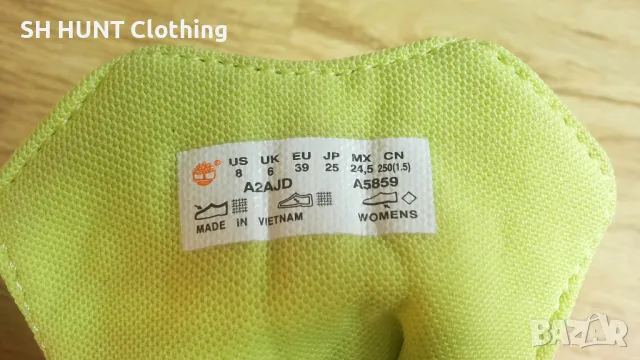 SH HUNT Clothing
US UK EU JP MX CN
8 6 39 25 24,5 250(1.5)
A2AJD A5859
MADE IN VIETNAM WOMENS
BAZAR